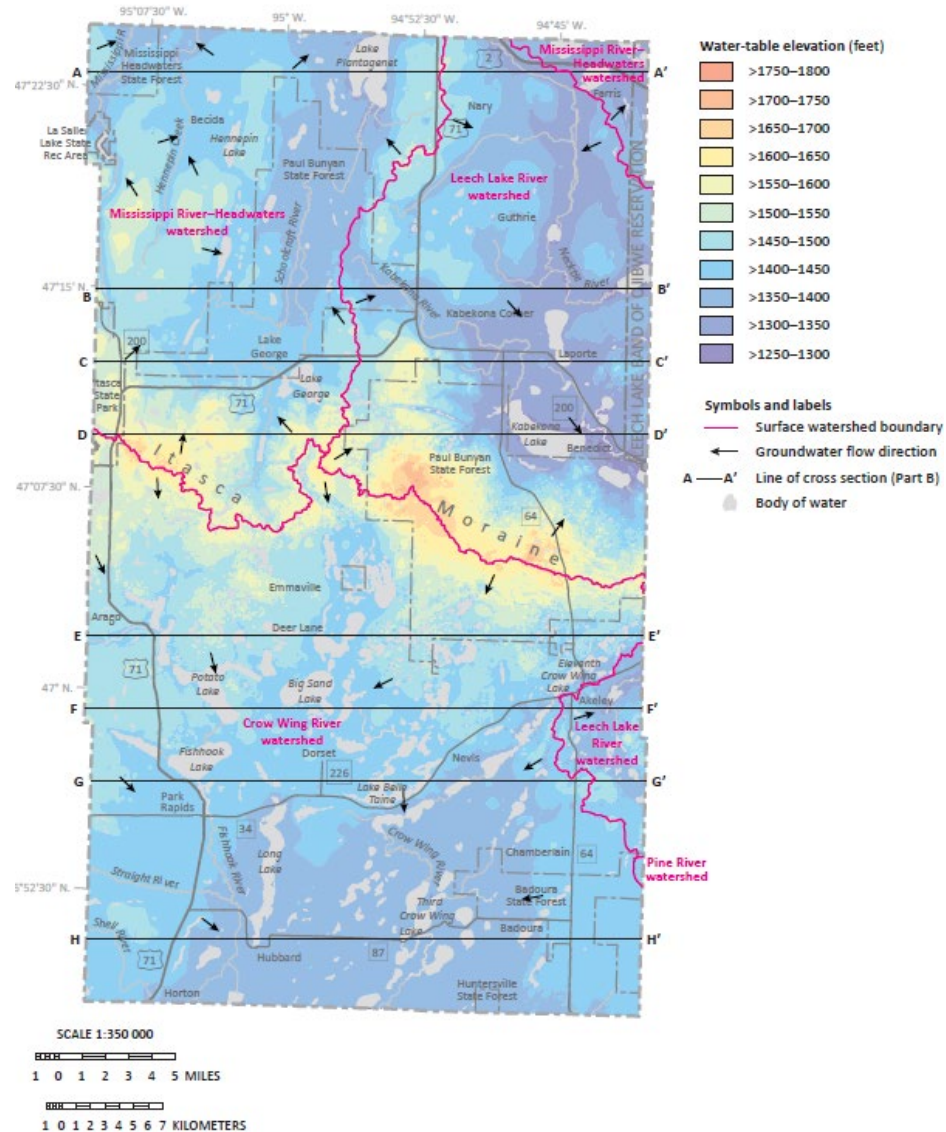 95°07'30" W.
95° W.
94°52'30" W.
94°45' W.
Mississippi R
Mississippi
Headwaters
State Forest
Lake
Plantagenet
2
Mississippi River–
Headwaters
watershed
A
A'
47°22'30" N.
Farris
Nary
71
La Salle
Lake State
Rec Area
Becida
Hennepin Creek
Hennepin
Lake
Paul Bunyan
State Forest
Schoolcraft River
Leech Lake River
watershed
Guthrie
Necktie River
Mississippi River–Headwaters
watershed
LEECH LAKE BAND OF OJIBWE RESERVATION
47°15' N.
B
B'
Kabekona River
Kabekona Corner
200
Lake
George
Laporte
C
C'
Itasca
State
Park
71
Lake
George
200
Kabekona
Lake
Benedict
D
D'
47°07'30" N.
Itasca
Moraine
Paul Bunyan
State Forest
64
Emmaville
Arago
Deer Lane
E
E'
71
Potato
Lake
Big Sand
Lake
Eleventh
Crow Wing
Lake
47° N.
Akeley
F
F'
Crow Wing River
watershed
Leech Lake
River
watershed
Dorset
Nevis
Fishhook
Lake
226
G
G'
Lake Belle
Taine
Park
Rapids
34
Fishhook River
Long
Lake
Crow Wing River
Chamberlain
64
Pine River
watershed
Straight River
6°52'30" N.
Badoura
State Forest
Third
Crow Wing
Lake
Badoura
Shell River
H
H'
71
Hubbard
87
Horton
Huntersville
State Forest
Water-table elevation (feet)
>1750–1800
>1700–1750
>1650–1700
>1600–1650
>1550–1600
>1500–1550
>1450–1500
>1400–1450
>1350–1400
>1300–1350
>1250–1300
Symbols and labels
Surface watershed boundary
Groundwater flow direction
A A' Line of cross section (Part B)
Body of water
SCALE 1:350 000
1 0 1 2 3 4 5 MILES
1 0 1 2 3 4 5 6 7 KILOMETERS